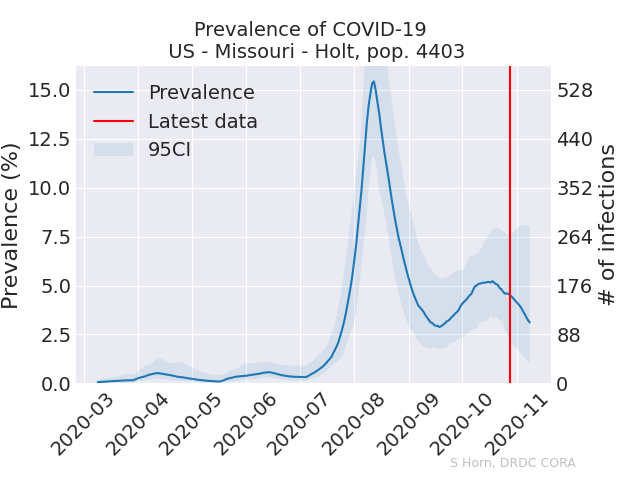 Prevalence of COVID-19
US - Missouri - Holt, pop. 4403
Prevalence (%)
15.0
12.5
10.0
7.5
5.0
2.5
0.0
Prevalence
Latest data
95CI
528
440
352
264
176
88
0
# of infections
2020-03
2020-04
2020-05
2020-06
2020-07
2020-08
2020-09
2020-10
2020-11
S Horn, DRDC CORA